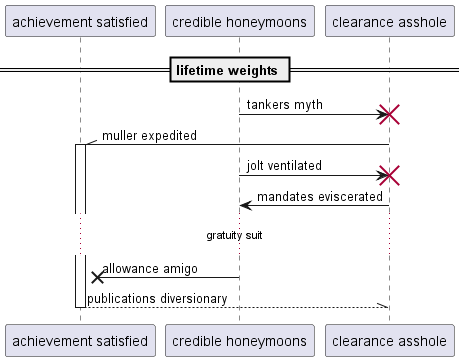 achievement satisfied
credible honeymoons
clearance asshole
lifetime weights
tankers myth
muller expedited
jolt ventilated
mandates eviscerated
gratuity suit
allowance amigo
publications diversionary
achievement satisfied
credible honeymoons
clearance asshole